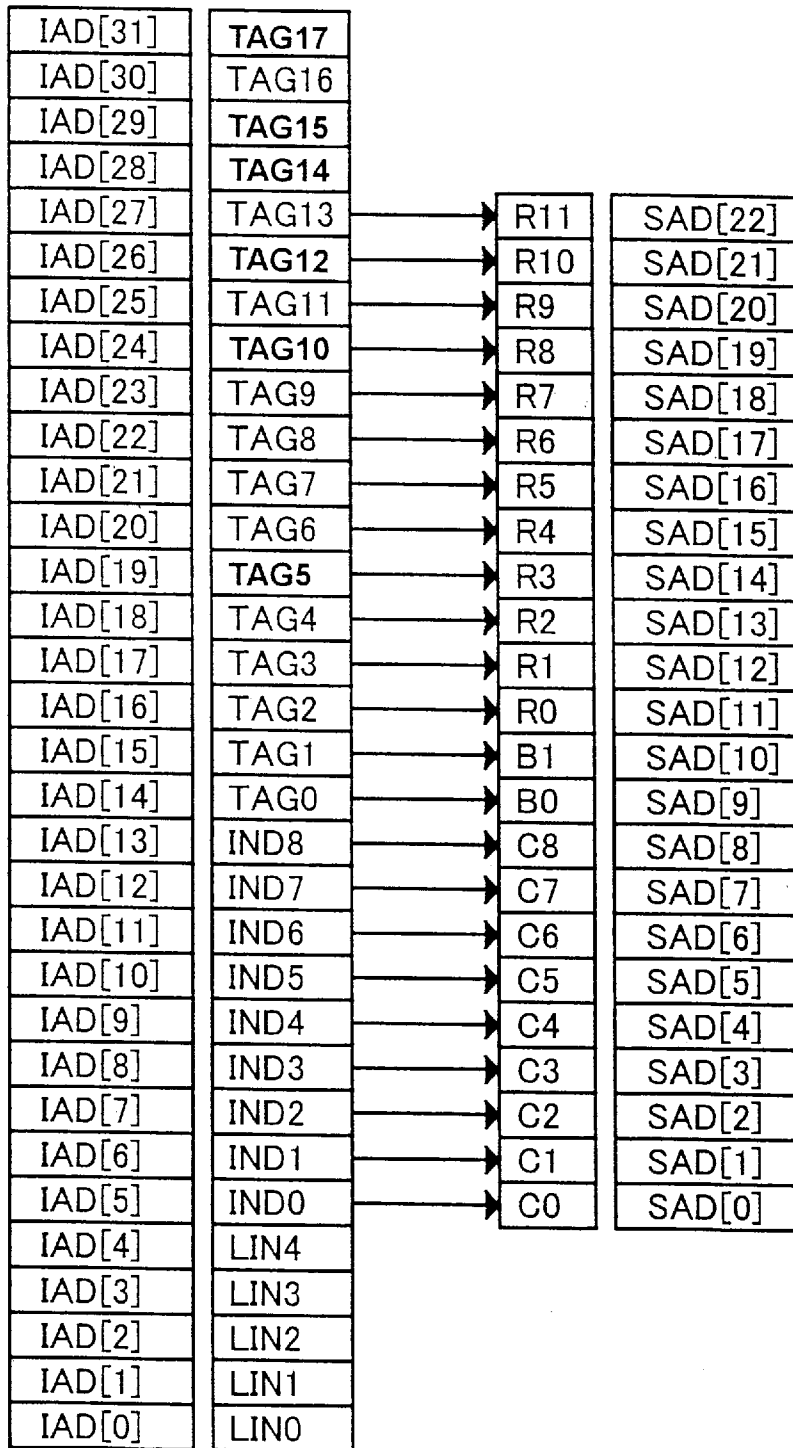 IAD[31] TAG17
IAD[30] TAG16
IAD[29] TAG15
IAD[28] TAG14
IAD[27] TAG13 R11 SAD[22]
IAD[26] TAG12 R10 SAD[21]
IAD[25] TAG11 R9 SAD[20]
IAD[24] TAG10 R8 SAD[19]
IAD[23] TAG9 R7 SAD[18]
IAD[22] TAG8 R6 SAD[17]
IAD[21] TAG7 R5 SAD[16]
IAD[20] TAG6 R4 SAD[15]
IAD[19] TAG5 R3 SAD[14]
IAD[18] TAG4 R2 SAD[13]
IAD[17] TAG3 R1 SAD[12]
IAD[16] TAG2 R0 SAD[11]
IAD[15] TAG1 B1 SAD[10]
IAD[14] TAG0 B0 SAD[9]
IAD[13] IND8 C8 SAD[8]
IAD[12] IND7 C7 SAD[7]
IAD[11] IND6 C6 SAD[6]
IAD[10] IND5 C5 SAD[5]
IAD[9] IND4 C4 SAD[4]
IAD[8] IND3 C3 SAD[3]
IAD[7] IND2 C2 SAD[2]
IAD[6] IND1 C1 SAD[1]
IAD[5] IND0 C0 SAD[0]
IAD[4] LIN4
IAD[3] LIN3
IAD[2] LIN2
IAD[1] LIN1
IAD[0] LIN0